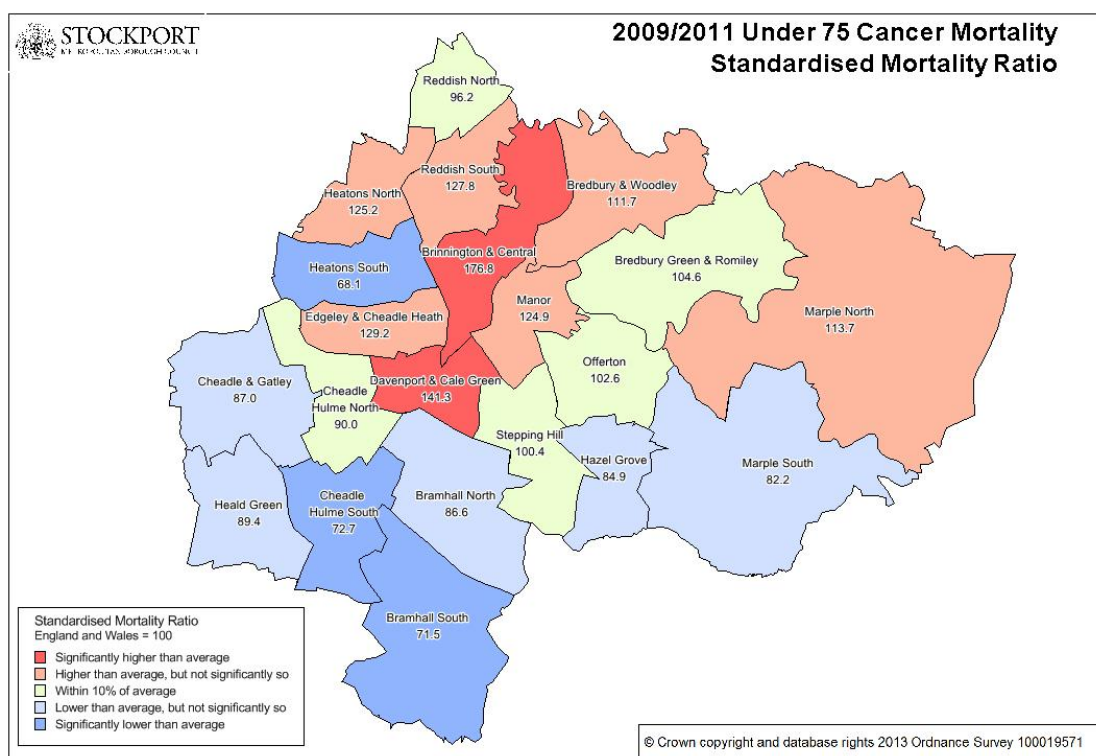 STOCKPORT
METROPOLITAN BOROUGH COUNCIL
2009/2011 Under 75 Cancer Mortality
Standardised Mortality Ratio
Reddish North
96.2
Reddish South
127.8
Heatons North
125.2
Bredbury & Woodley
111.7
Brinnington & Central
176.8
Heatons South
68.1
Bredbury Green & Romiley
104.6
Manor
124.9
Marple North
113.7
Edgeley & Cheadle Heath
129.2
Offerton
102.6
Cheadle & Gatley
87.0
Davenport & Cale Green
141.3
Cheadle
Hulme North
90.0
Stepping Hill
100.4
Hazel Grove
84.9
Marple South
82.2
Heald Green
89.4
Cheadle
Hulme South
72.7
Bramhall North
86.6
Bramhall South
71.5
Standardised Mortality Ratio
England and Wales = 100
Significantly higher than average
Higher than average, but not significantly so
Within 10% of average
Lower than average, but not significantly so
Significantly lower than average
© Crown copyright and database rights 2013 Ordnance Survey 100019571